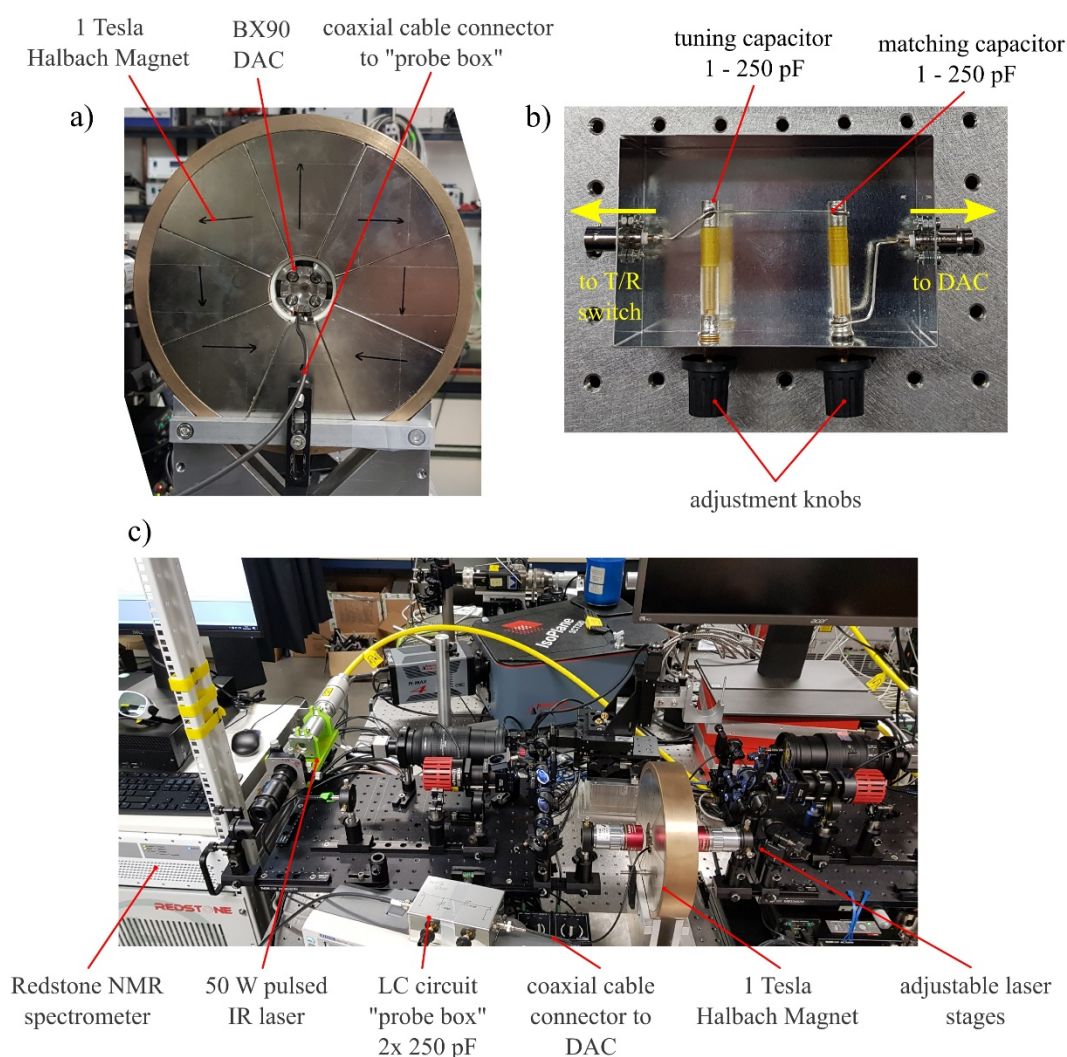 1 Tesla
Halbach Magnet
BX90
DAC
coaxial cable connector
to "probe box"
a)
tuning capacitor
1 - 250 pF
matching capacitor
1 - 250 pF
b)
to T/R
switch
to DAC
adjustment knobs
c)
IsoPlane
acer
REDSTONE
Redstone NMR
spectrometer
50 W pulsed
IR laser
LC circuit
"probe box"
2x 250 pF
coaxial cable
connector to
DAC
1 Tesla
Halbach Magnet
adjustable laser
stages